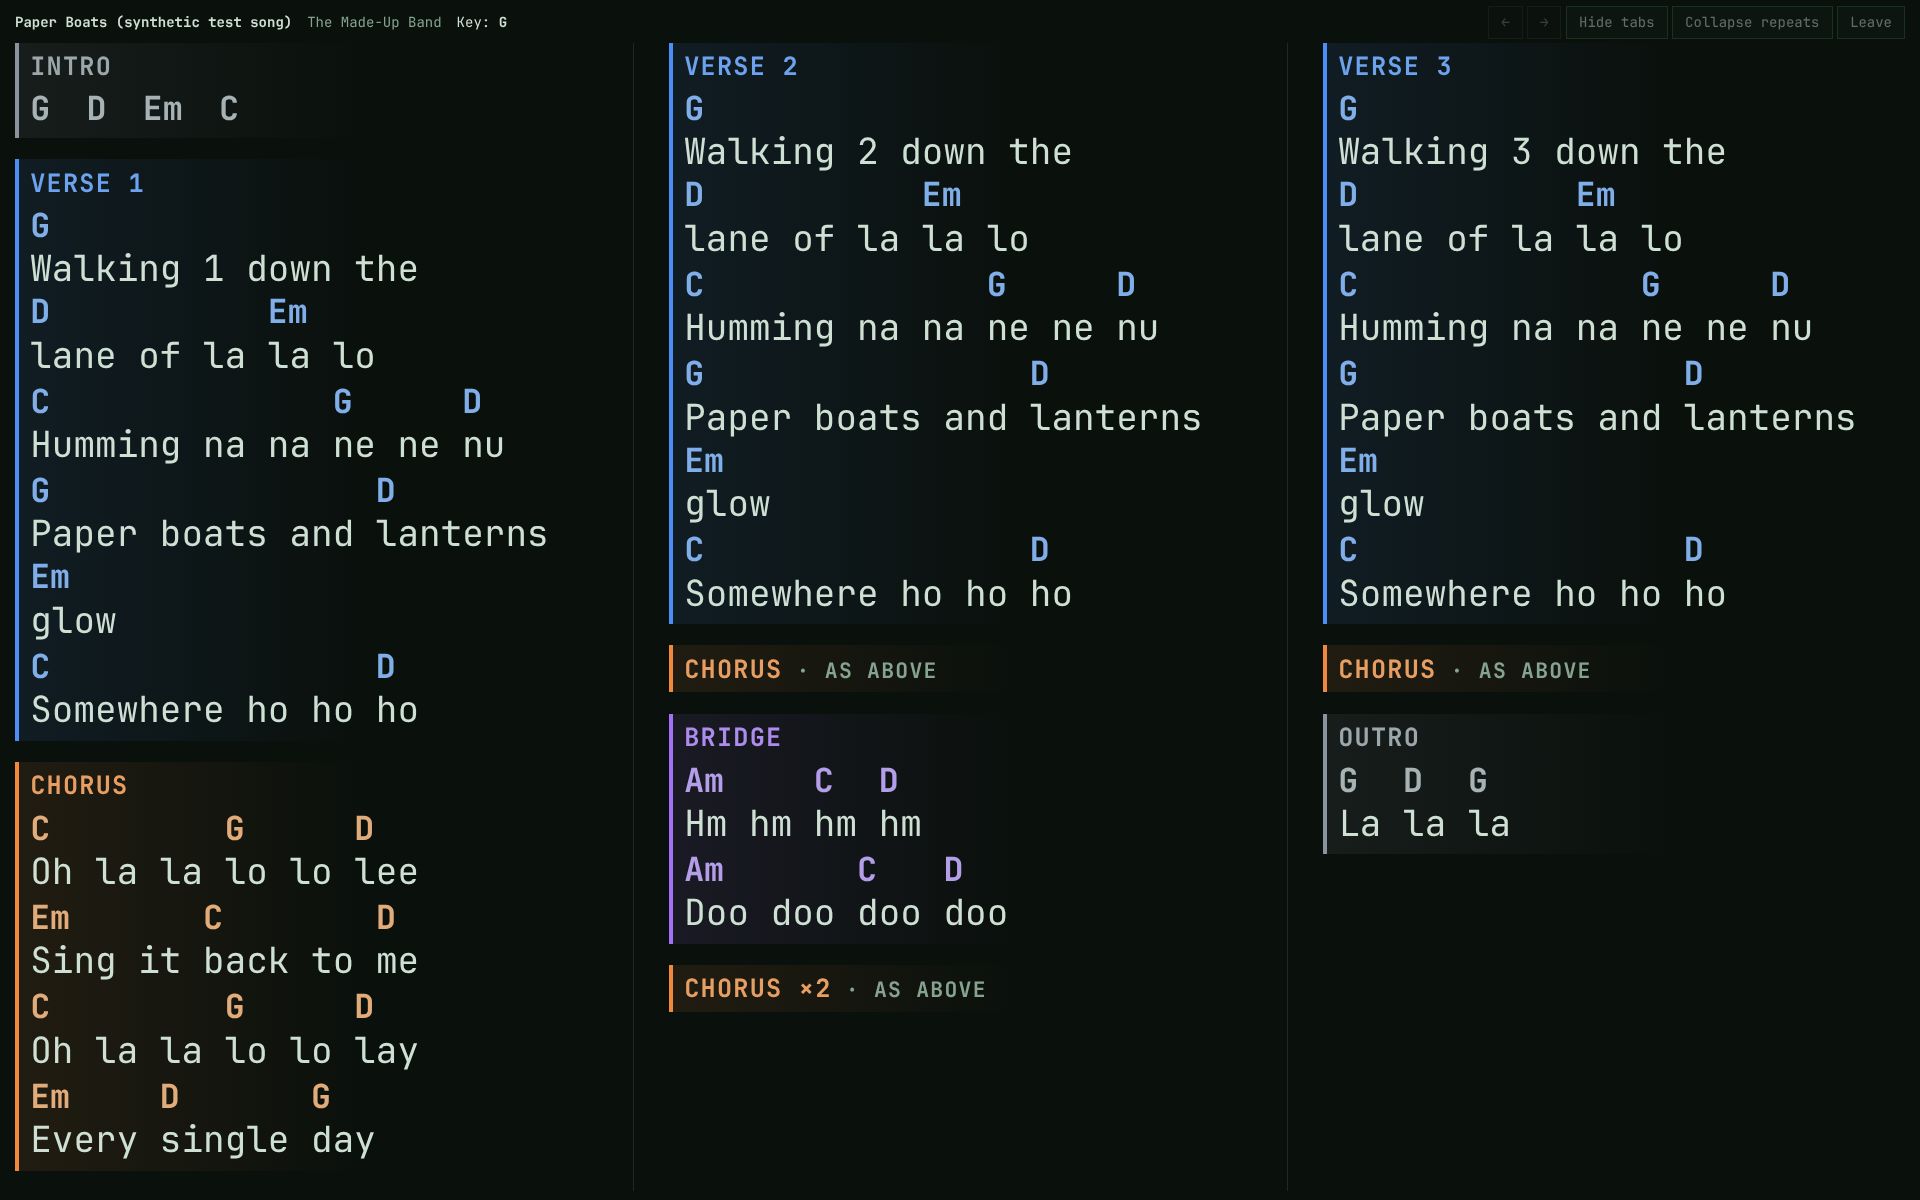 Paper Boats (synthetic test song) The Made-Up Band Key: G
← → Hide tabs Collapse repeats Leave
INTRO
G D Em C
VERSE 1
G
Walking 1 down the
D Em
lane of la la lo
C G D
Humming na na ne ne nu
G D
Paper boats and lanterns
Em
glow
C D
Somewhere ho ho ho
CHORUS
C G D
Oh la la lo lo lee
Em C D
Sing it back to me
C G D
Oh la la lo lo lay
Em D G
Every single day
VERSE 2
G
Walking 2 down the
D Em
lane of la la lo
C G D
Humming na na ne ne nu
G D
Paper boats and lanterns
Em
glow
C D
Somewhere ho ho ho
CHORUS · AS ABOVE
BRIDGE
Am C D
Hm hm hm hm
Am C D
Doo doo doo doo
CHORUS ×2 · AS ABOVE
VERSE 3
G
Walking 3 down the
D Em
lane of la la lo
C G D
Humming na na ne ne nu
G D
Paper boats and lanterns
Em
glow
C D
Somewhere ho ho ho
CHORUS · AS ABOVE
OUTRO
G D G
La la la